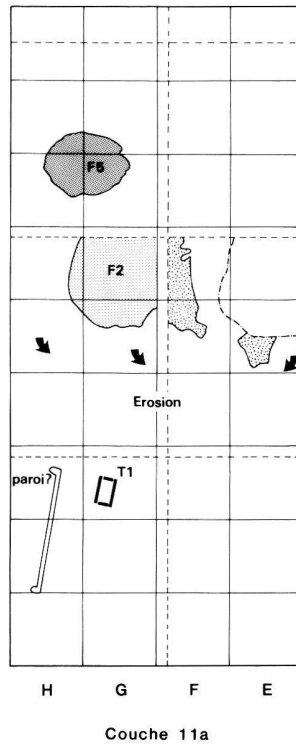 F5
F2
Erosion
paroi?
T1
H G F E
Couche 11a